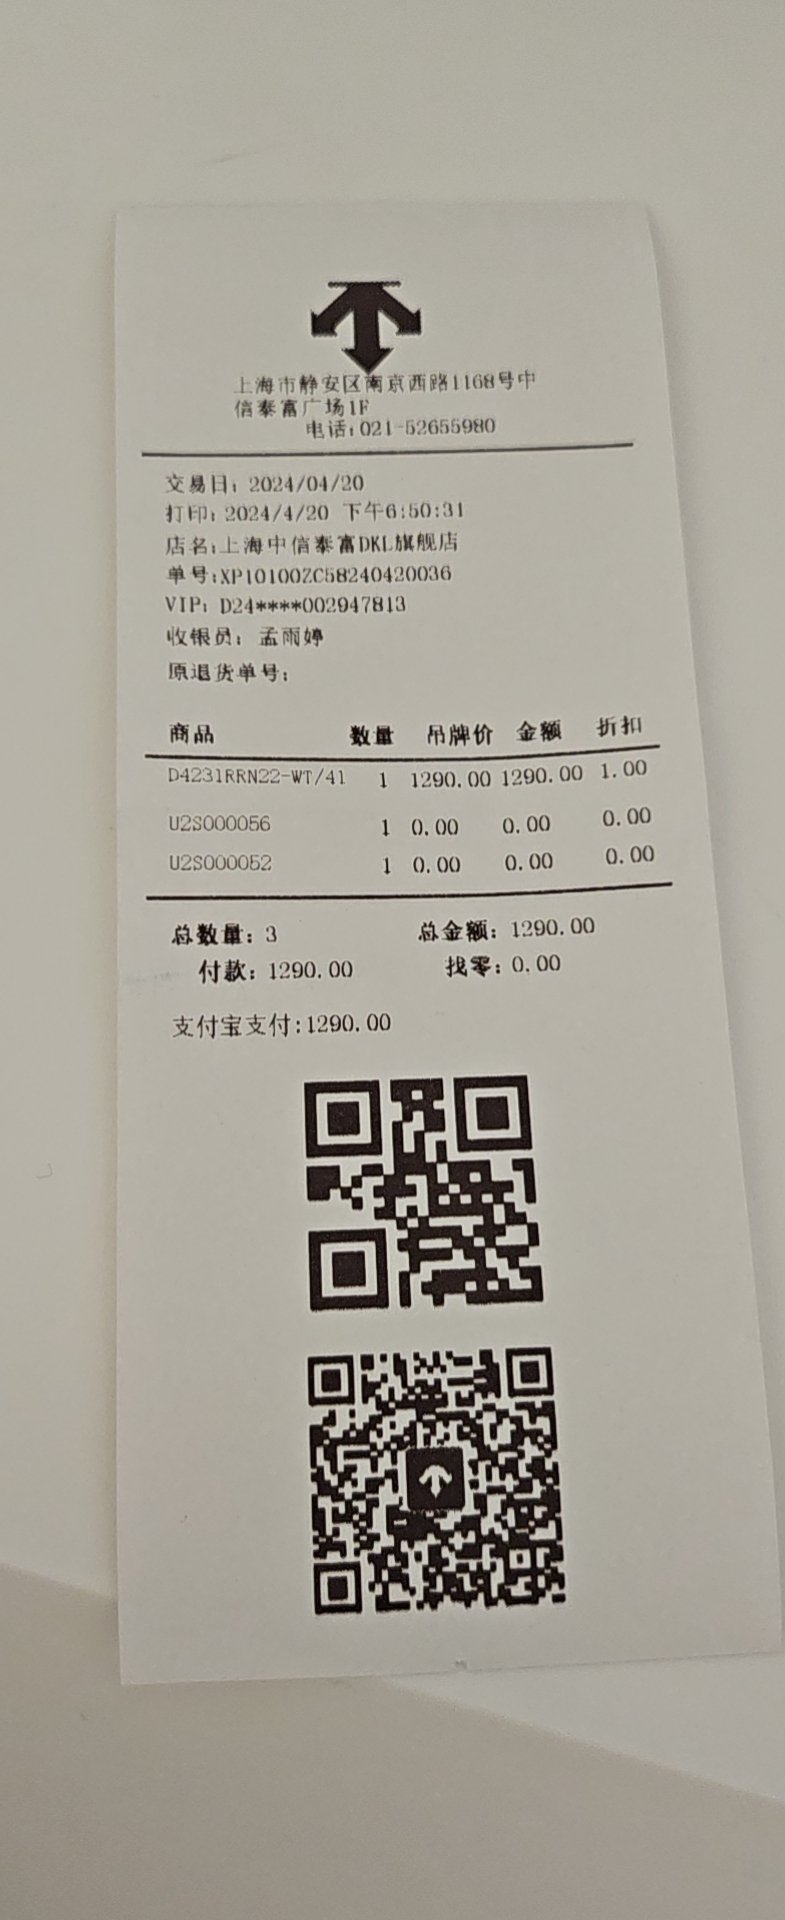 上海市静安区南京西路1168号中
信泰富广场1F
电话:021-52655980
交易日: 2024/04/20
打印: 2024/4/20 下午6:50:31
店名:上海中信泰富DKL旗舰店
单号:XP10100ZC58240420036
VIP: D24****002947813
收银员: 孟雨婷
原退货单号:
商品 数量 吊牌价 金额 折扣
D4231RRN22-WT/41 1 1290.00 1290.00 1.00
U2S000056 1 0.00 0.00 0.00
U2S000052 1 0.00 0.00 0.00
总数量: 3 总金额: 1290.00
付款: 1290.00 找零: 0.00
支付宝支付:1290.00